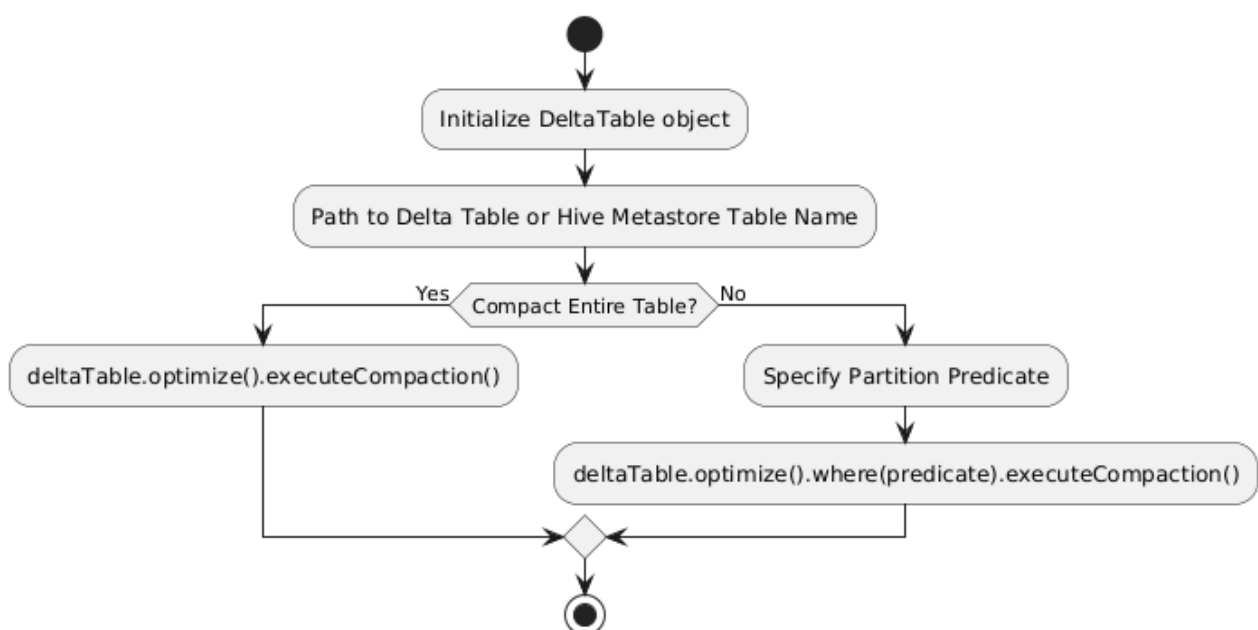 Initialize DeltaTable object
Path to Delta Table or Hive Metastore Table Name
Yes
Compact Entire Table?
No
deltaTable.optimize().executeCompaction()
Specify Partition Predicate
deltaTable.optimize().where(predicate).executeCompaction()